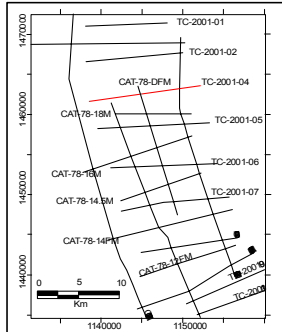 TC-2001-01
TC-2001-02
CAT-78-DFM
TC-2001-04
CAT-78-18M
TC-2001-05
TC-2001-06
CAT-78-16M
TC-2001-07
CAT-78-14.5M
CAT-78-14FM
CAT-78-12FM
1470000
1460000
1450000
1440000
0 5 10
Km
1140000 1150000